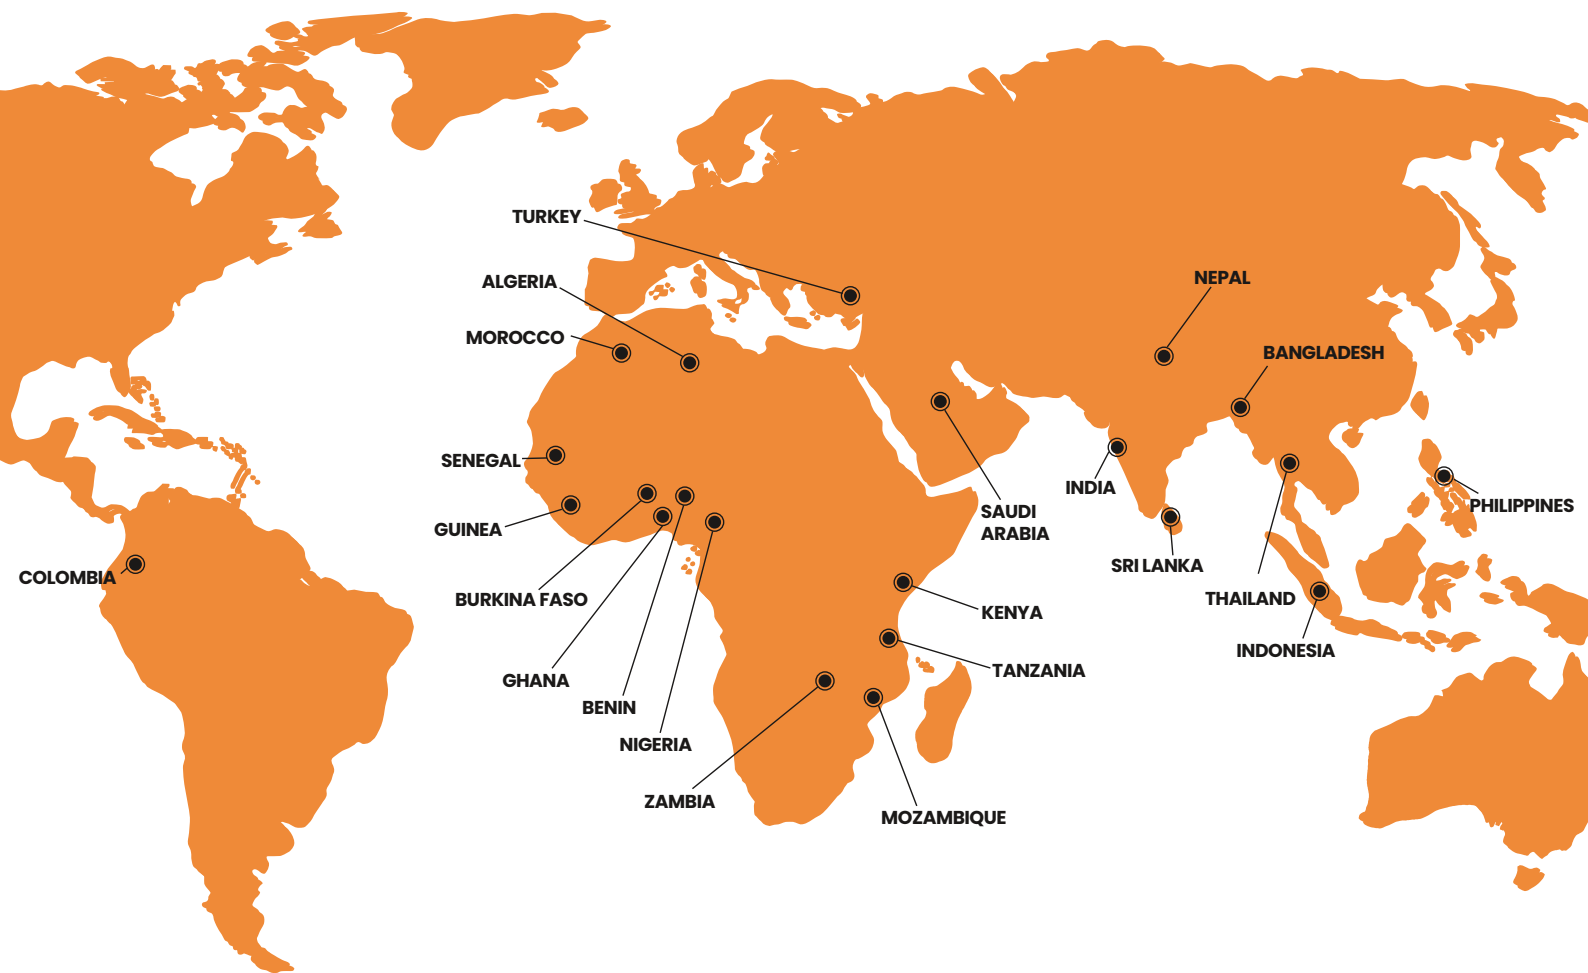 TURKEY
ALGERIA
MOROCCO
NEPAL
BANGLADESH
SENEGAL
GUINEA
COLOMBIA
BURKINA FASO
GHANA
BENIN
NIGERIA
ZAMBIA
MOZAMBIQUE
TANZANIA
KENYA
SAUDI
ARABIA
INDIA
SRI LANKA
THAILAND
INDONESIA
PHILIPPINES